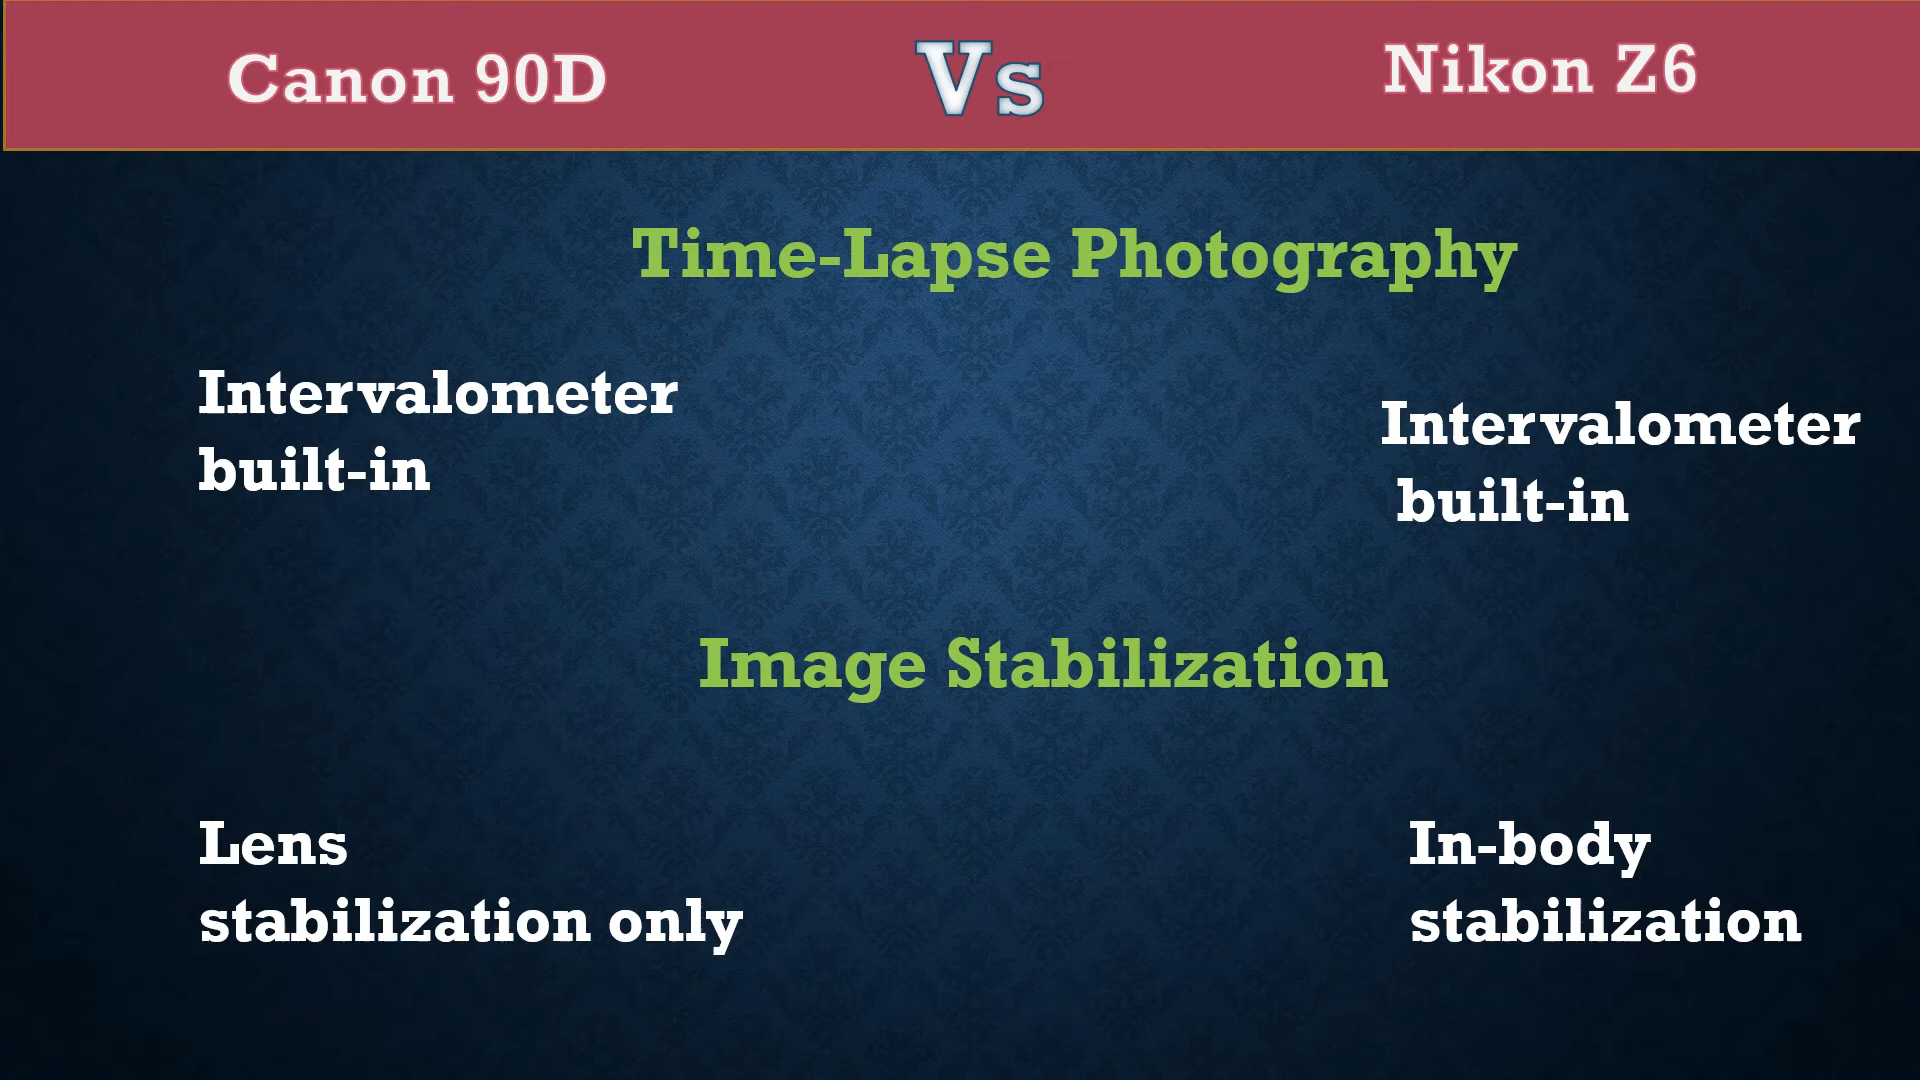 Canon 90D
Vs
Nikon Z6
Time-Lapse Photography
Intervalometer
built-in
Intervalometer
built-in
Image Stabilization
Lens
stabilization only
In-body
stabilization